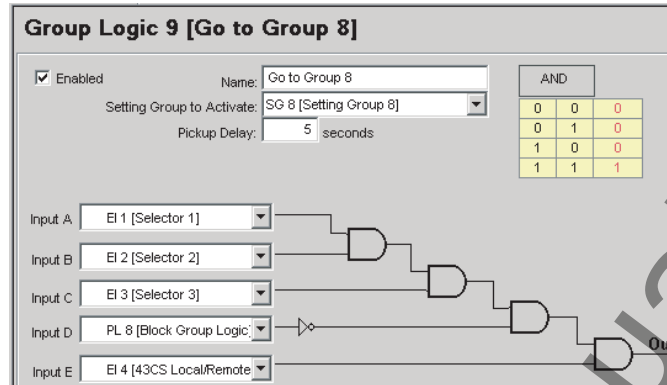 Group Logic 9 [Go to Group 8]
Enabled
Name: Go to Group 8
Setting Group to Activate: SG 8 [Setting Group 8]
Pickup Delay: 5 seconds
AND
0 0 0
0 1 0
1 0 0
1 1 1
Input A EI 1 [Selector 1]
Input B EI 2 [Selector 2]
Input C EI 3 [Selector 3]
Input D PL 8 [Block Group Logic]
Input E EI 4 [43CS Local/Remote
Ou